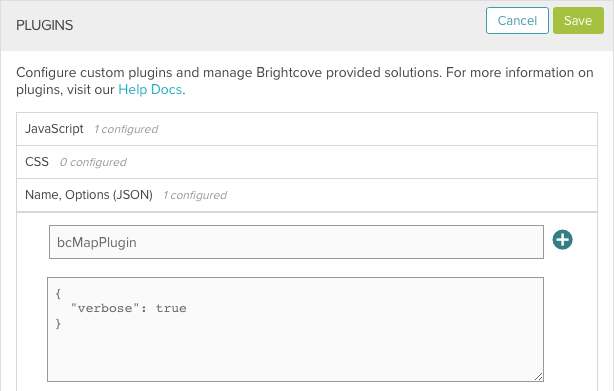 PLUGINS
Cancel
Save
Configure custom plugins and manage Brightcove provided solutions. For more information on
plugins, visit our Help Docs.
JavaScript 1 configured
CSS 0 configured
Name, Options (JSON) 1 configured
bcMapPlugin
{
  "verbose": true
}